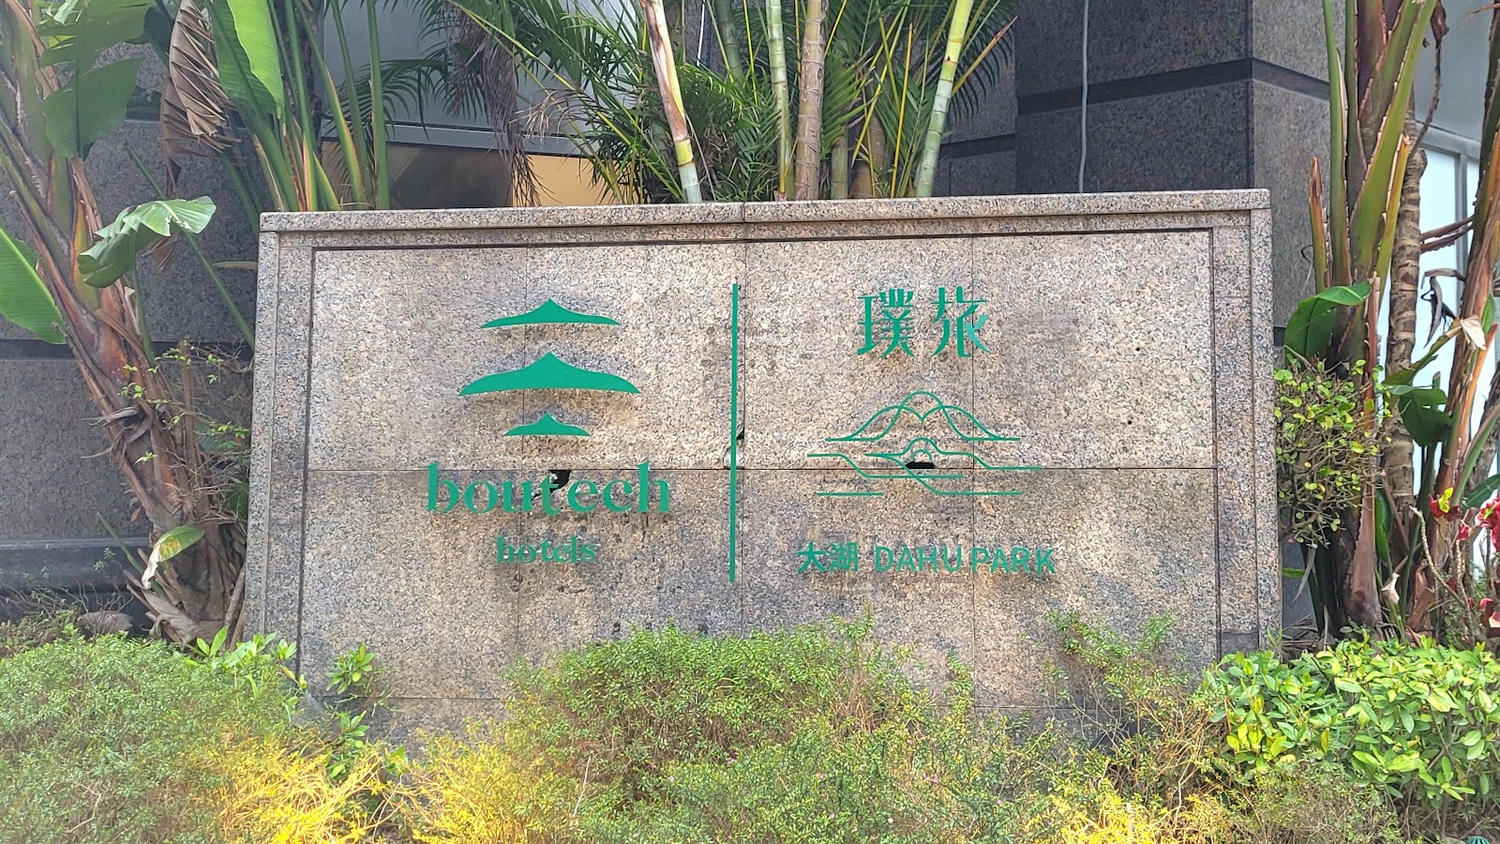 boutech
hotels
璞旅
大湖 DAHU PARK